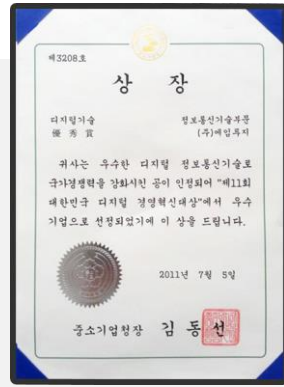 제3208호
상 장
디지털기술 정보통신기술부문
優秀賞 (주)예일투자
귀사는 우수한 디지털 정보통신기술로
국가경쟁력을 강화시킨 공이 인정되어 "제11회
대한민국 디지털 경영혁신대상"에서 우수
기업으로 선정되었기에 이 상을 드립니다.
2011년 7월 5일
중소기업청장 김동선